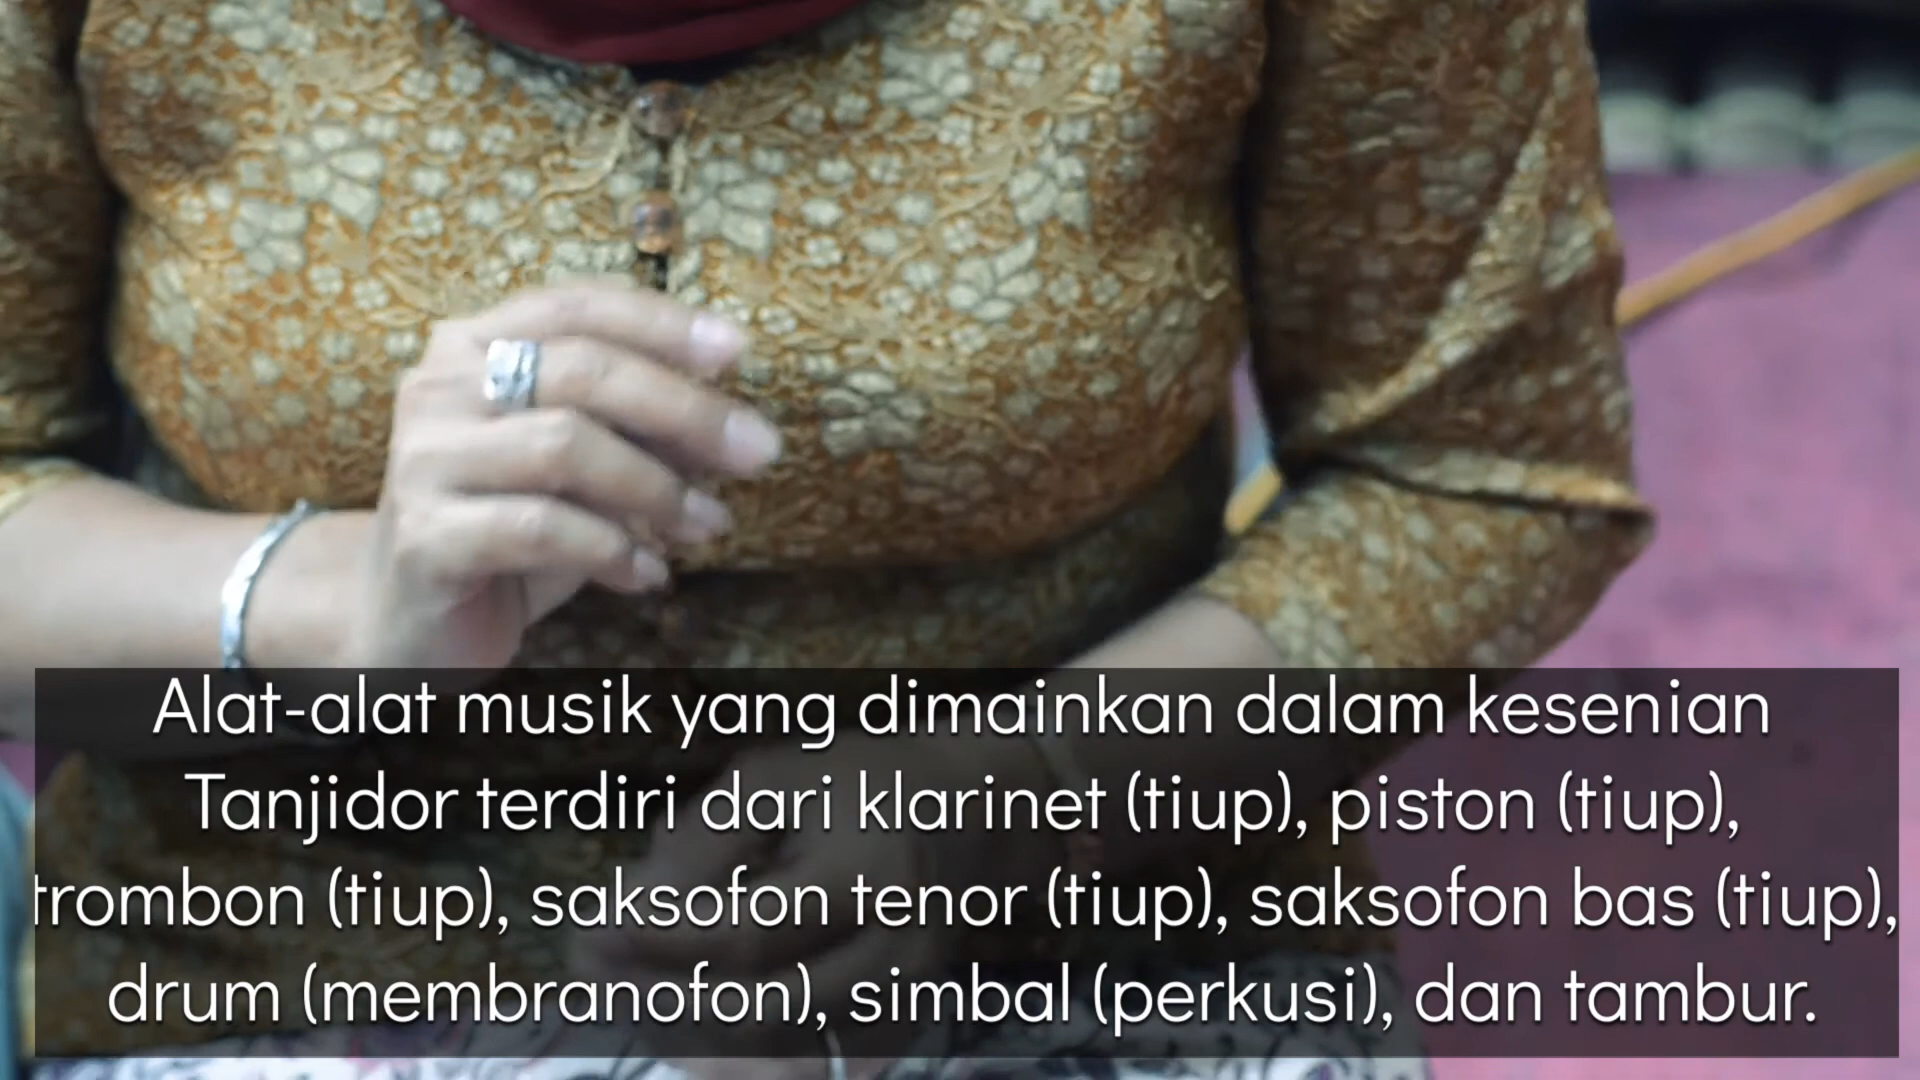 Alat-alat musik yang dimainkan dalam kesenian
Tanjidor terdiri dari klarinet (tiup), piston (tiup),
trombon (tiup), saksofon tenor (tiup), saksofon bas (tiup),
drum (membranofon), simbal (perkusi), dan tambur.